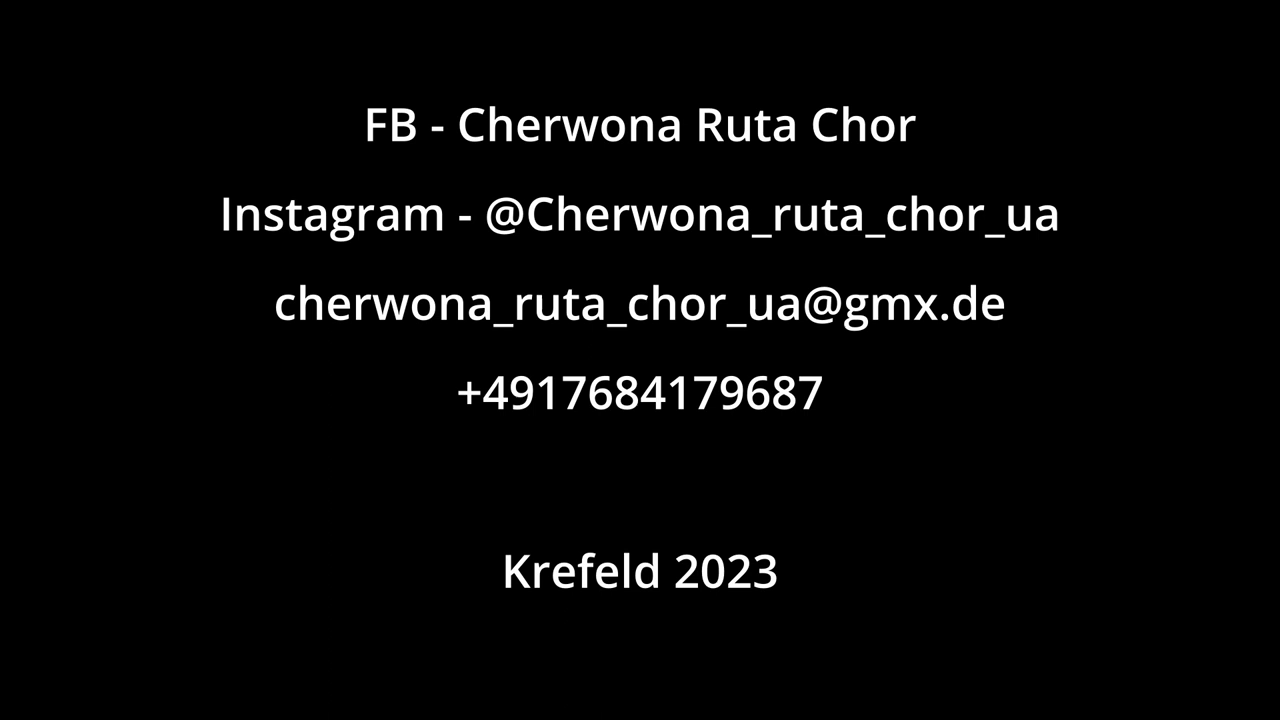 FB - Cherwona Ruta Chor
Instagram - @Cherwona_ruta_chor_ua
cherwona_ruta_chor_ua@gmx.de
+4917684179687
Krefeld 2023